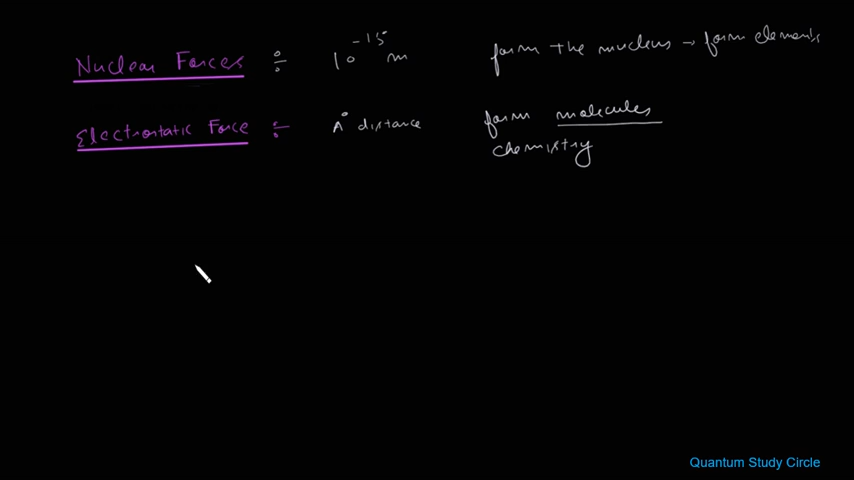 Nuclear Forces ÷ 10⁻¹⁵ m form the nucleus → form elements
Electrostatic Force ÷ A° distance form molecules
chemistry
Quantum Study Circle